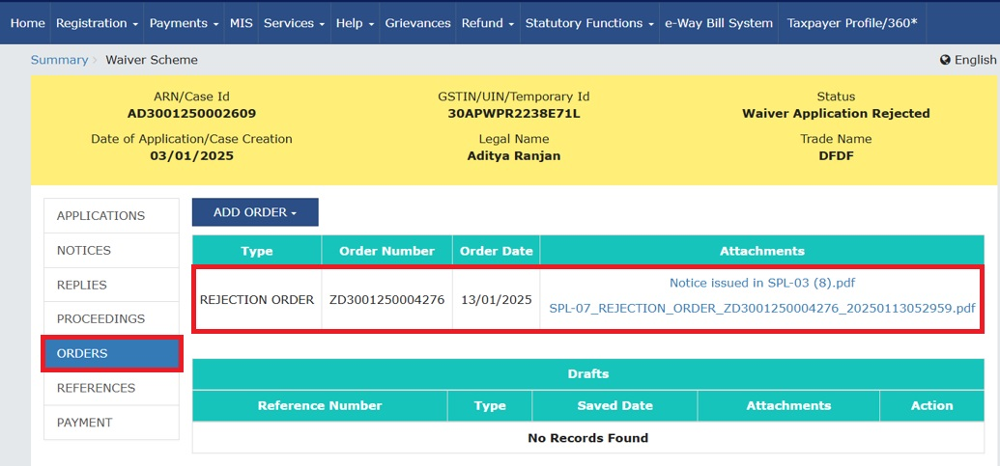 Home Registration Payments MIS Services Help Grievances Refund Statutory Functions e-Way Bill System Taxpayer Profile/360*
Summary > Waiver Scheme English
ARN/Case Id GSTIN/UIN/Temporary Id Status
AD3001250002609 30APWPR2238E71L Waiver Application Rejected
Date of Application/Case Creation Legal Name Trade Name
03/01/2025 Aditya Ranjan DFDF
APPLICATIONS
NOTICES
REPLIES
PROCEEDINGS
ORDERS
REFERENCES
PAYMENT
ADD ORDER
Type Order Number Order Date Attachments
REJECTION ORDER ZD3001250004276 13/01/2025 Notice issued in SPL-03 (8).pdf
SPL-07_REJECTION_ORDER_ZD3001250004276_20250113052959.pdf
Drafts
Reference Number Type Saved Date Attachments Action
No Records Found